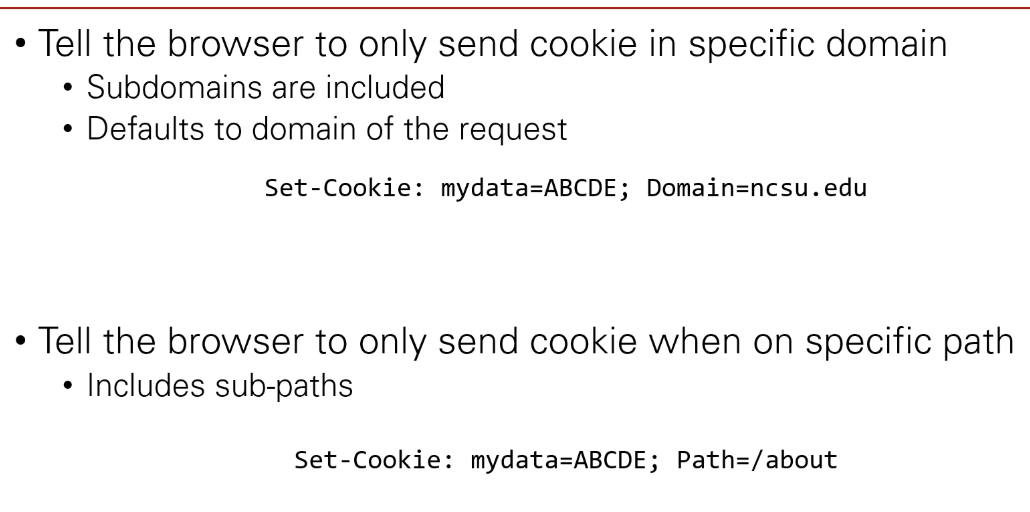 • Tell the browser to only send cookie in specific domain
• Subdomains are included
• Defaults to domain of the request
Set-Cookie: mydata=ABCDE; Domain=ncsu.edu
• Tell the browser to only send cookie when on specific path
• Includes sub-paths
Set-Cookie: mydata=ABCDE; Path=/about